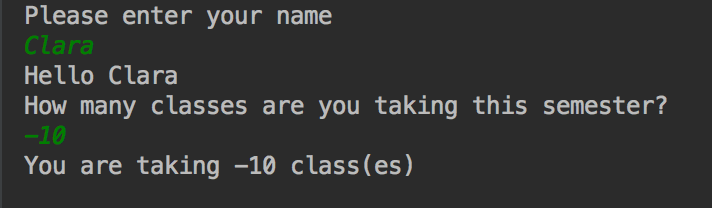 Please enter your name
Clara
Hello Clara
How many classes are you taking this semester?
-10
You are taking -10 class(es)